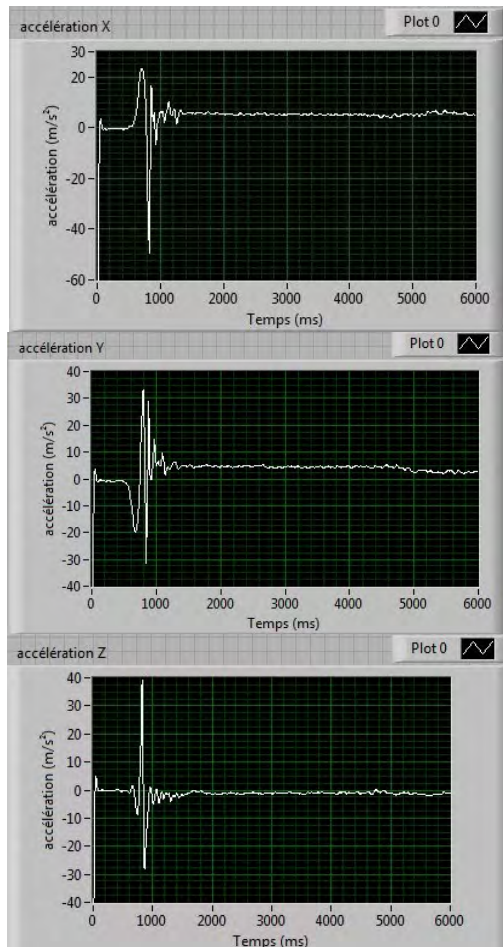 accélération X
Plot 0
accélération (m/s²)
30
20
0
-20
-40
-60
0 1000 2000 3000 4000 5000 6000
Temps (ms)
accélération Y
Plot 0
accélération (m/s²)
40
30
20
10
0
-10
-20
-30
-40
0 1000 2000 3000 4000 5000 6000
Temps (ms)
accélération Z
Plot 0
accélération (m/s²)
40
30
20
10
0
-10
-20
-30
-40
0 1000 2000 3000 4000 5000 6000
Temps (ms)